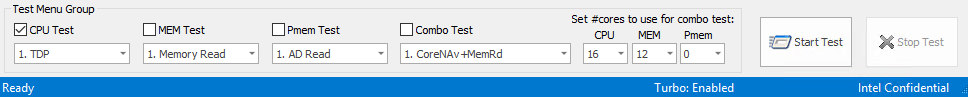 Test Menu Group
CPU Test MEM Test Pmem Test Combo Test Set #cores to use for combo test:
CPU MEM Pmem
1. TDP 1. Memory Read 1. AD Read 1. CoreNAv+MemRd 16 12 0
Start Test Stop Test
Ready Turbo: Enabled Intel Confidential